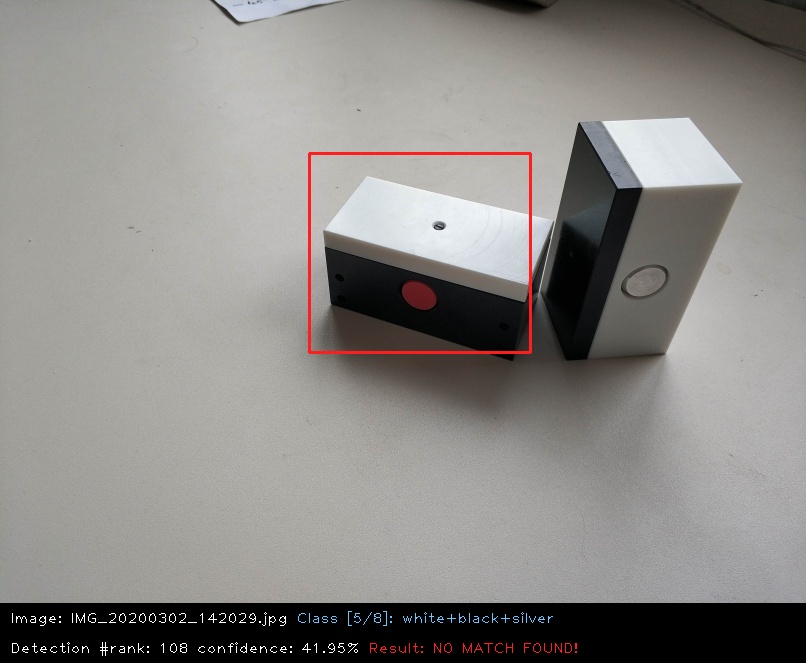 Image: IMG_20200302_142029.jpg Class [5/8]: white+black+silver
Detection #rank: 108 confidence: 41.95% Result: NO MATCH FOUND!